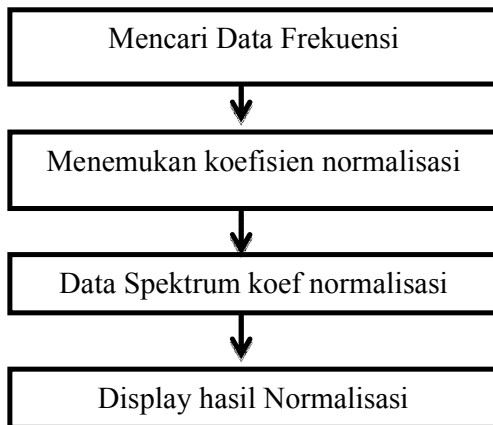 Mencari Data Frekuensi
Menemukan koefisien normalisasi
Data Spektrum koef normalisasi
Display hasil Normalisasi